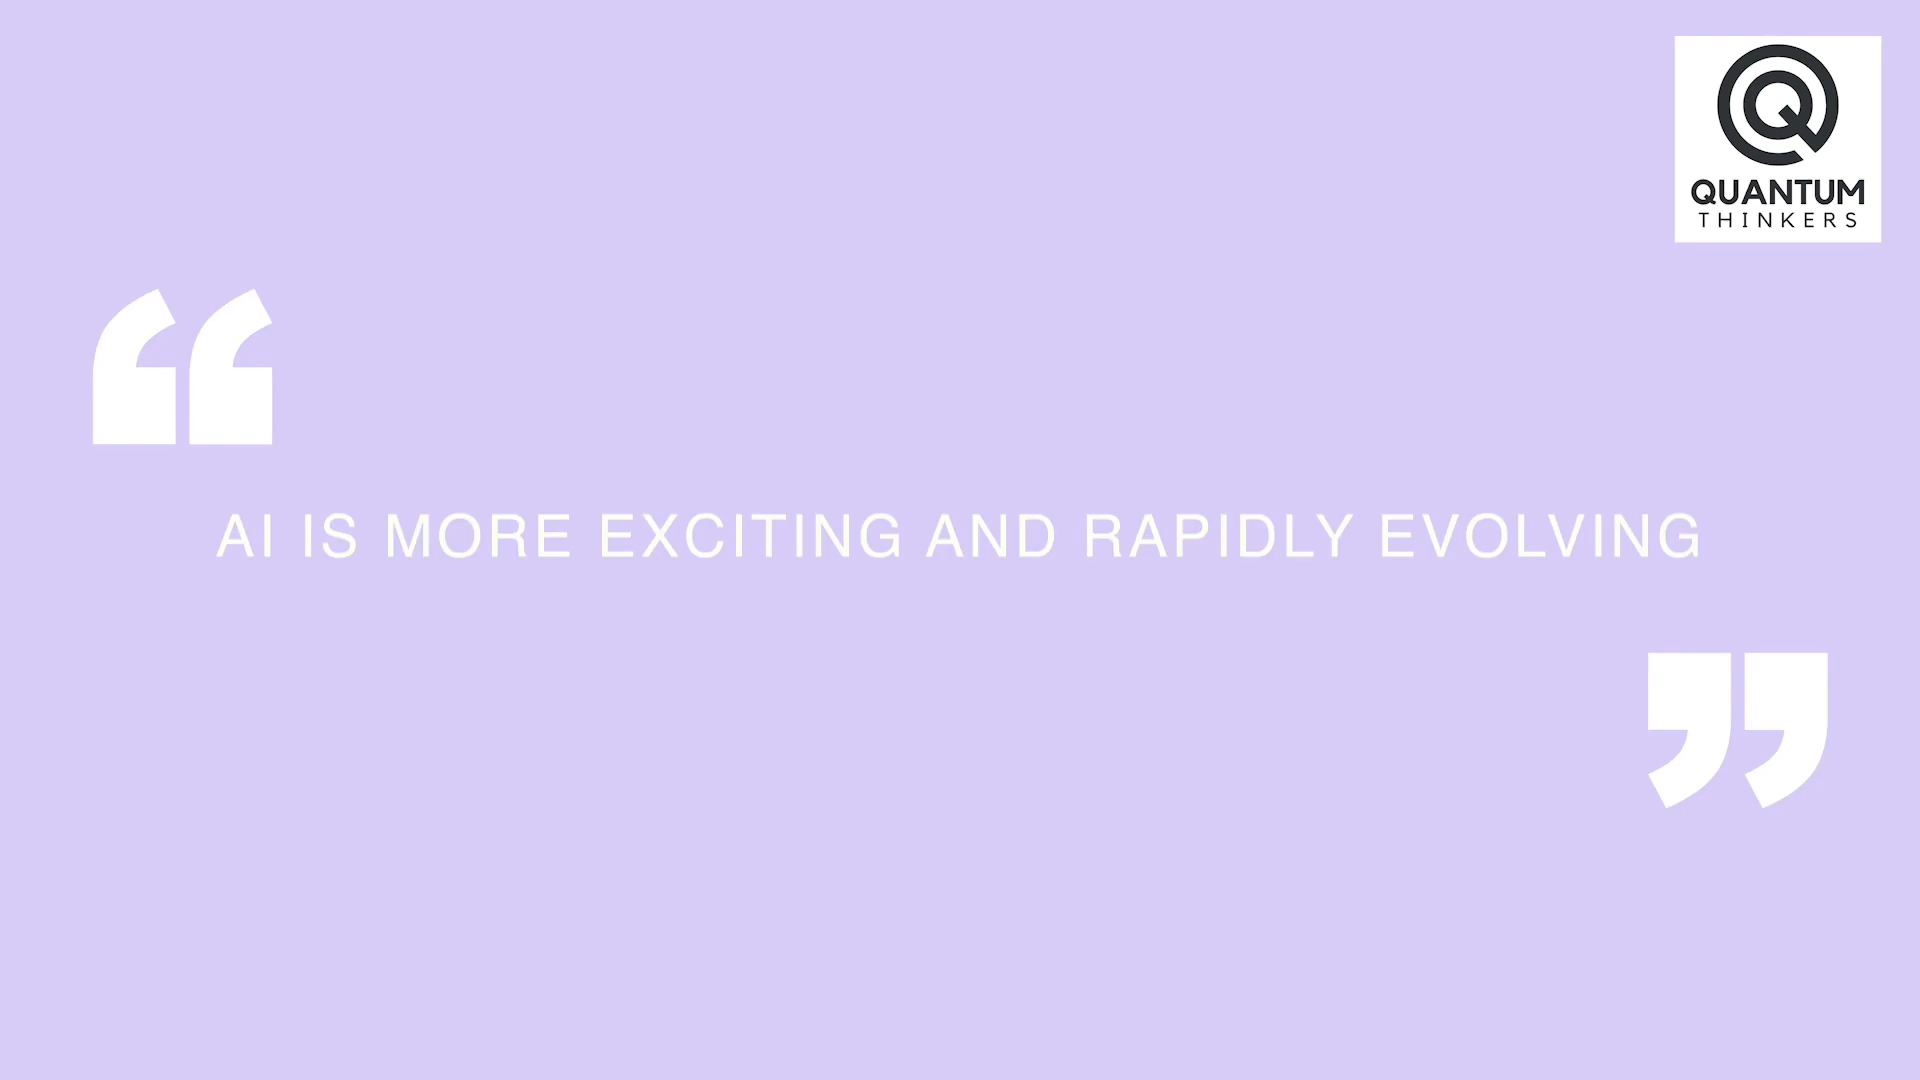 QUANTUM
THINKERS
“
AI IS MORE EXCITING AND RAPIDLY EVOLVING
”